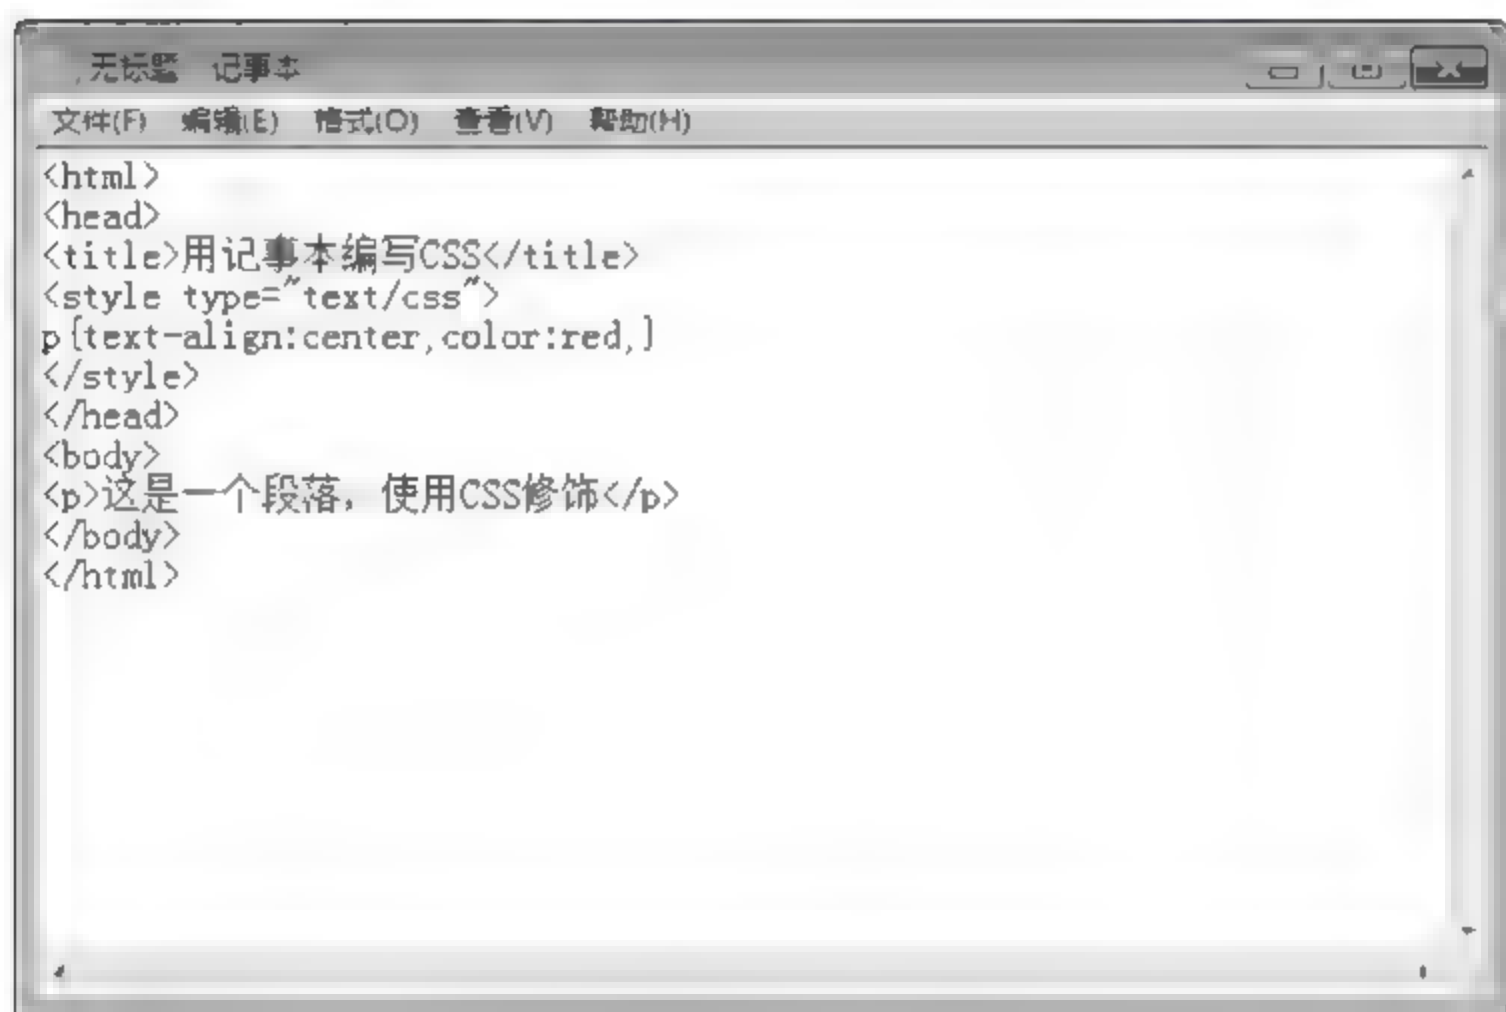 无标题 记事本
文件(F) 编辑(E) 格式(O) 查看(V) 帮助(H)
<html>
<head>
<title>用记事本编写CSS</title>
<style type="text/css">
p{text-align:center,color:red,}
</style>
</head>
<body>
<p>这是一个段落，使用CSS修饰</p>
</body>
</html>